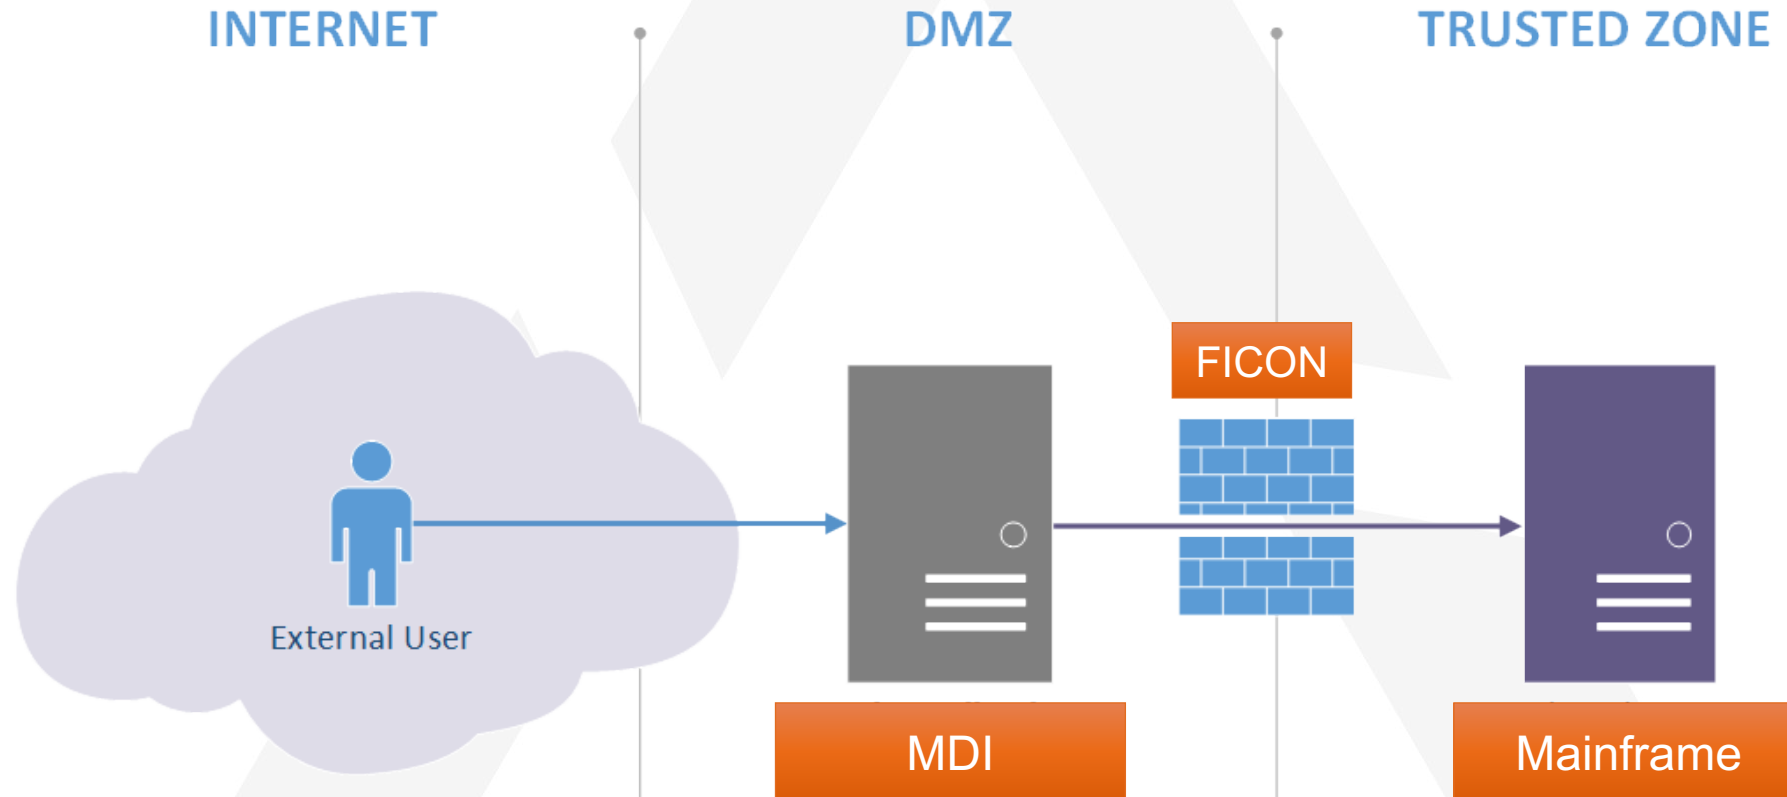 INTERNET
DMZ
TRUSTED ZONE
FICON
External User
MDI
Mainframe